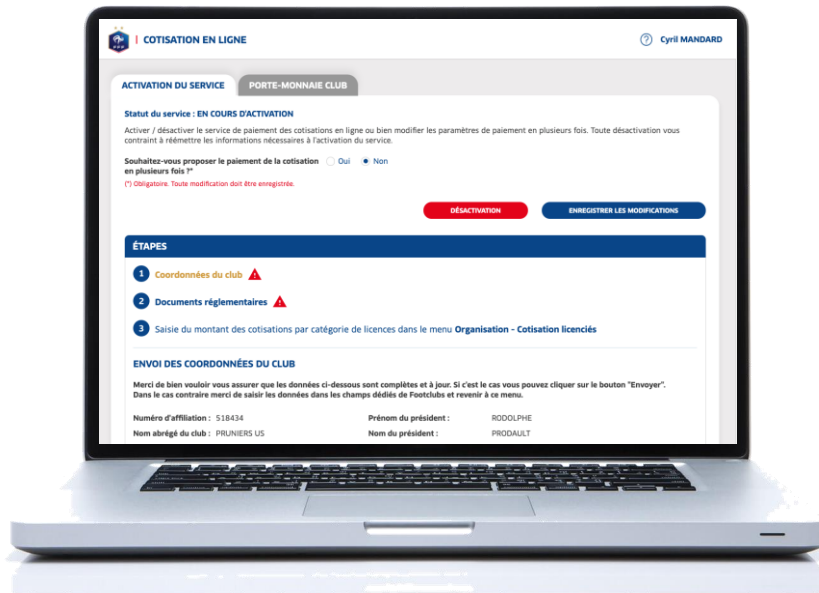 COTISATION EN LIGNE
? Cyril MANDARD
ACTIVATION DU SERVICE PORTE-MONNAIE CLUB
Statut du service : EN COURS D'ACTIVATION
Activer / désactiver le service de paiement des cotisations en ligne ou bien modifier les paramètres de paiement en plusieurs fois. Toute désactivation vous
contraint à réémettre les informations nécessaires à l'activation du service.
Souhaitez-vous proposer le paiement de la cotisation Oui Non
en plusieurs fois ?*
(*) Obligatoire. Toute modification doit être enregistrée.
DÉSACTIVATION ENREGISTRER LES MODIFICATIONS
ÉTAPES
1 Coordonnées du club
2 Documents réglementaires
3 Saisie du montant des cotisations par catégorie de licences dans le menu Organisation - Cotisation licenciés
ENVOI DES COORDONNÉES DU CLUB
Merci de bien vouloir vous assurer que les données ci-dessous sont complètes et à jour. Si c'est le cas vous pouvez cliquer sur le bouton "Envoyer".
Dans le cas contraire merci de saisir les données dans les champs dédiés de Footclubs et revenir à ce menu.
Numéro d'affiliation : 518434 Prénom du président : RODOLPHE
Nom abrégé du club : PRUNIERS US Nom du président : PRODAULT